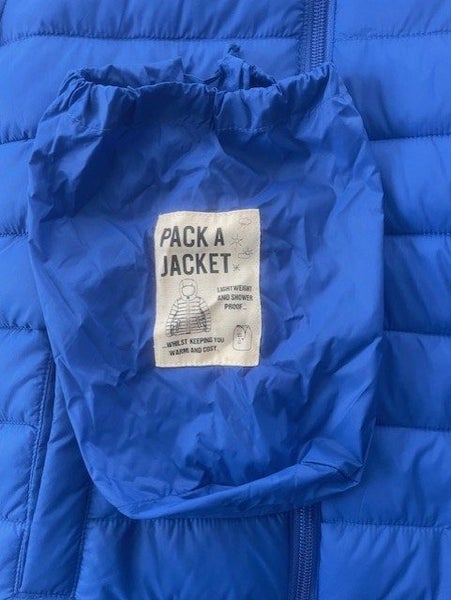 PACK A
JACKET
LIGHTWEIGHT
AND SHOWER
PROOF...
...WHILST KEEPING YOU
WARM AND COSY.